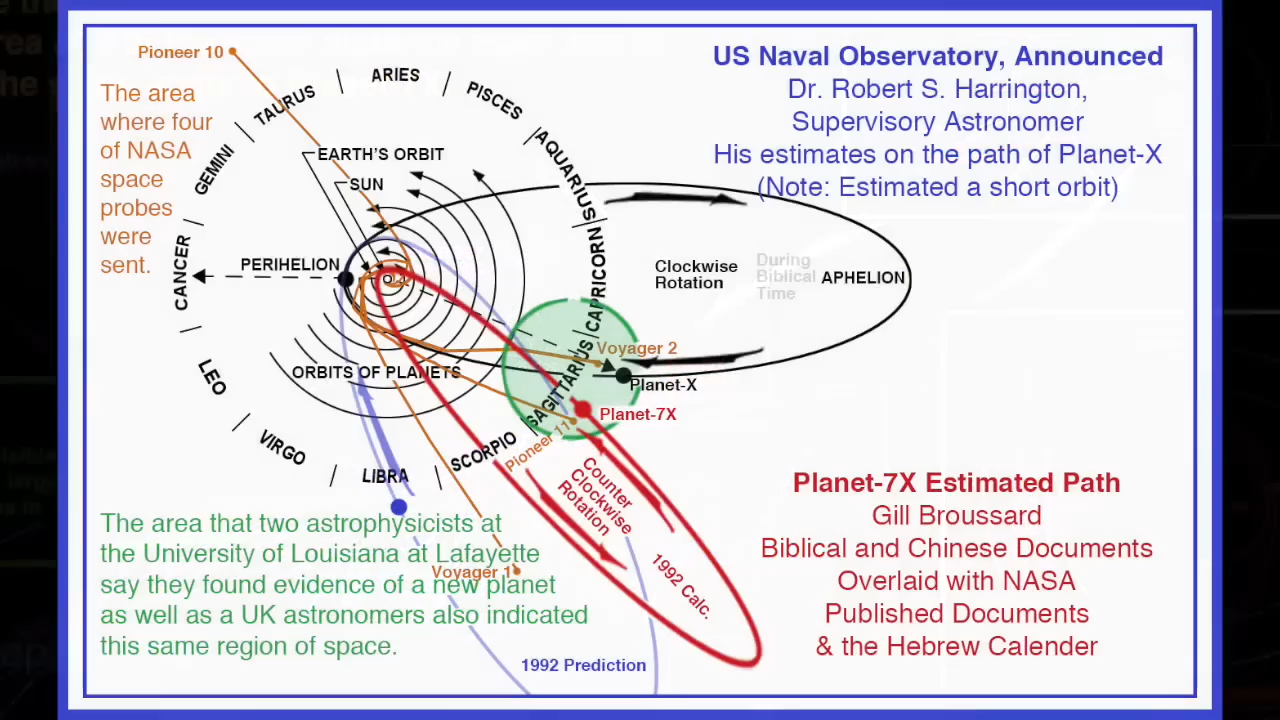 US Naval Observatory, Announced
Dr. Robert S. Harrington,
Supervisory Astronomer
His estimates on the path of Planet-X
(Note: Estimated a short orbit)
Pioneer 10
The area
where four
of NASA
space
probes
were
sent.
ARIES
PISCES
AQUARIUS
CAPRICORN
SAGITTARIUS
SCORPIO
LIBRA
VIRGO
LEO
CANCER
GEMINI
TAURUS
EARTH'S ORBIT
SUN
PERIHELION
ORBITS OF PLANETS
Clockwise
Rotation
During
Biblical
Time
APHELION
Voyager 2
Planet-X
Planet-7X
Pioneer 11
Counter
Clockwise
Rotation
1992 Calc.
Voyager 1
1992 Prediction
The area that two astrophysicists at
the University of Louisiana at Lafayette
say they found evidence of a new planet
as well as a UK astronomers also indicated
this same region of space.
Planet-7X Estimated Path
Gill Broussard
Biblical and Chinese Documents
Overlaid with NASA
Published Documents
& the Hebrew Calender